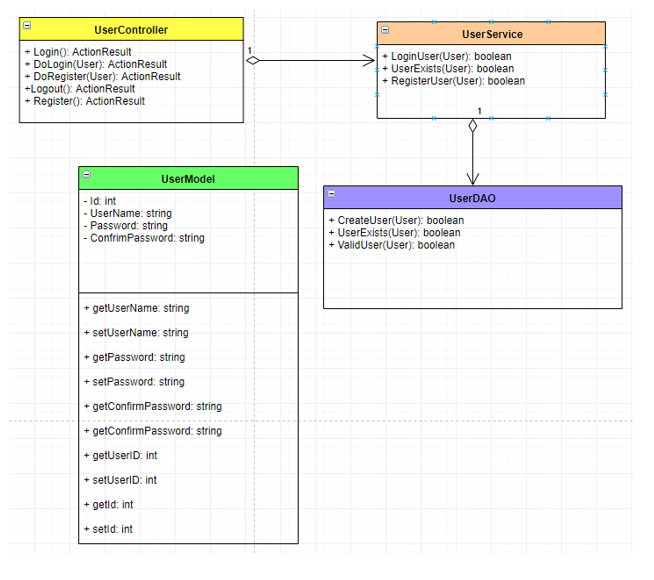 UserController
+ Login(): ActionResult
+ DoLogin(User): ActionResult
+ DoRegister(User): ActionResult
+Logout(): ActionResult
+ Register(): ActionResult
1
UserService
+ LoginUser(User): boolean
+ UserExists(User): boolean
+ RegisterUser(User): boolean
1
UserModel
- Id: int
- UserName: string
- Password: string
- ConfrimPassword: string
+ getUserName: string
+ setUserName: string
+ getPassword: string
+ setPassword: string
+ getConfirmPassword: string
+ getConfirmPassword: string
+ getUserID: int
+ setUserID: int
+ getId: int
+ setId: int
UserDAO
+ CreateUser(User): boolean
+ UserExists(User): boolean
+ ValidUser(User): boolean